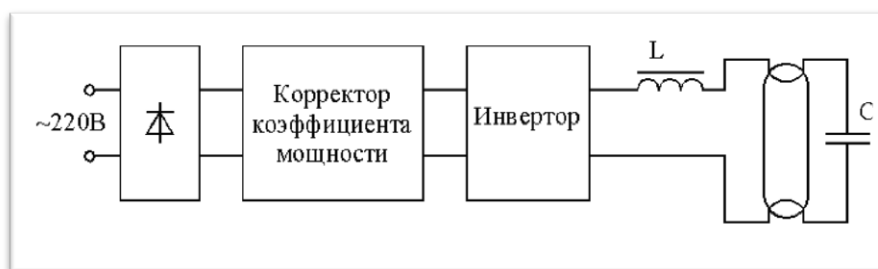 ~220В
Корректор
коэффициента
мощности
Инвертор
L
C